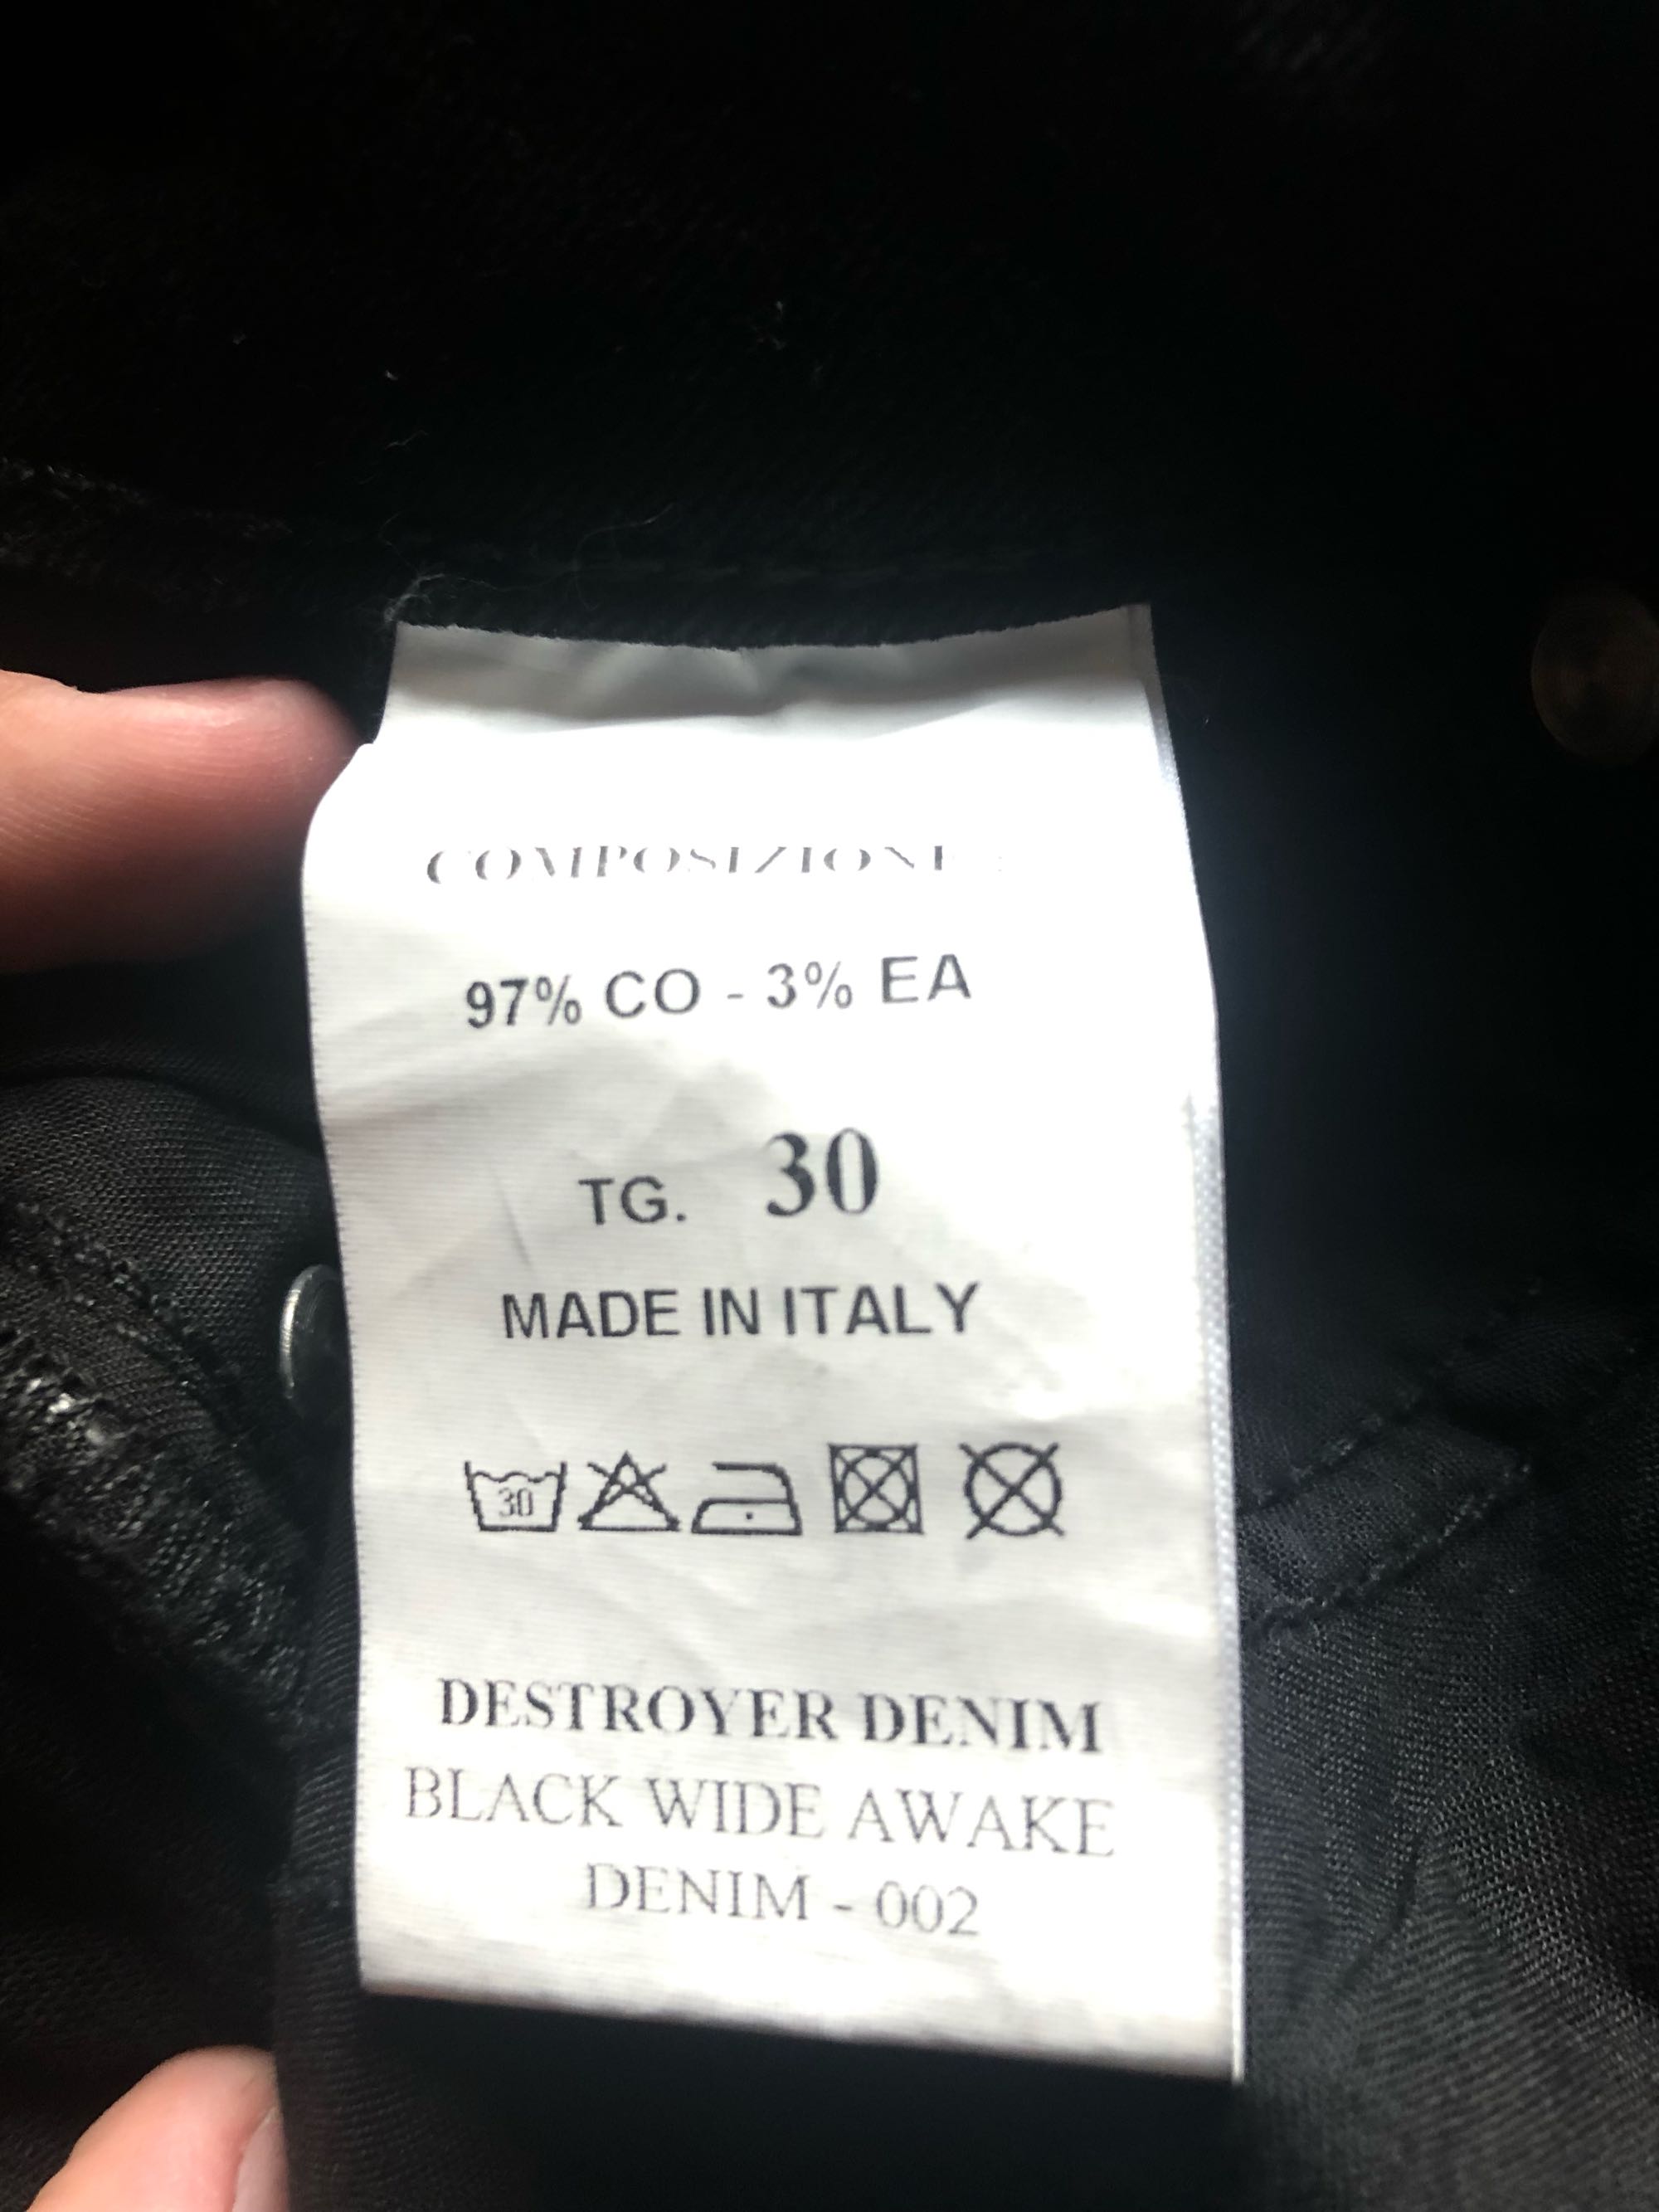 COMPOSIZIONE :
97% CO - 3% EA
TG. 30
MADE IN ITALY
30
DESTROYER DENIM
BLACK WIDE AWAKE
DENIM - 002